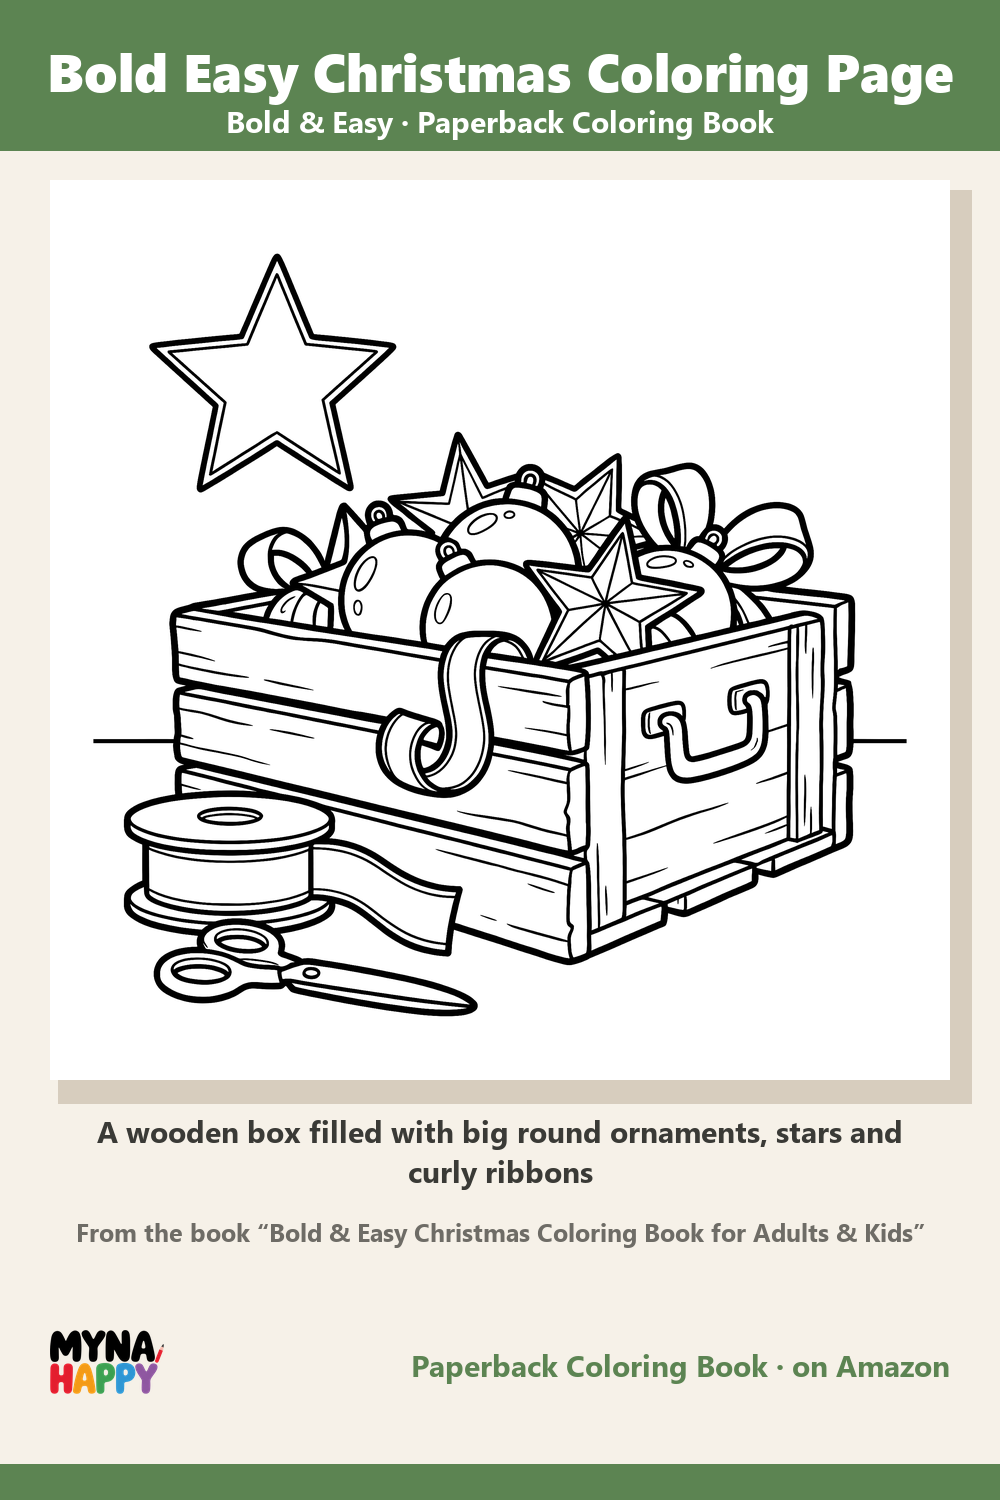 Bold Easy Christmas Coloring Page
Bold & Easy · Paperback Coloring Book
A wooden box filled with big round ornaments, stars and
curly ribbons
From the book “Bold & Easy Christmas Coloring Book for Adults & Kids”
MYNA
HAPPY
Paperback Coloring Book · on Amazon